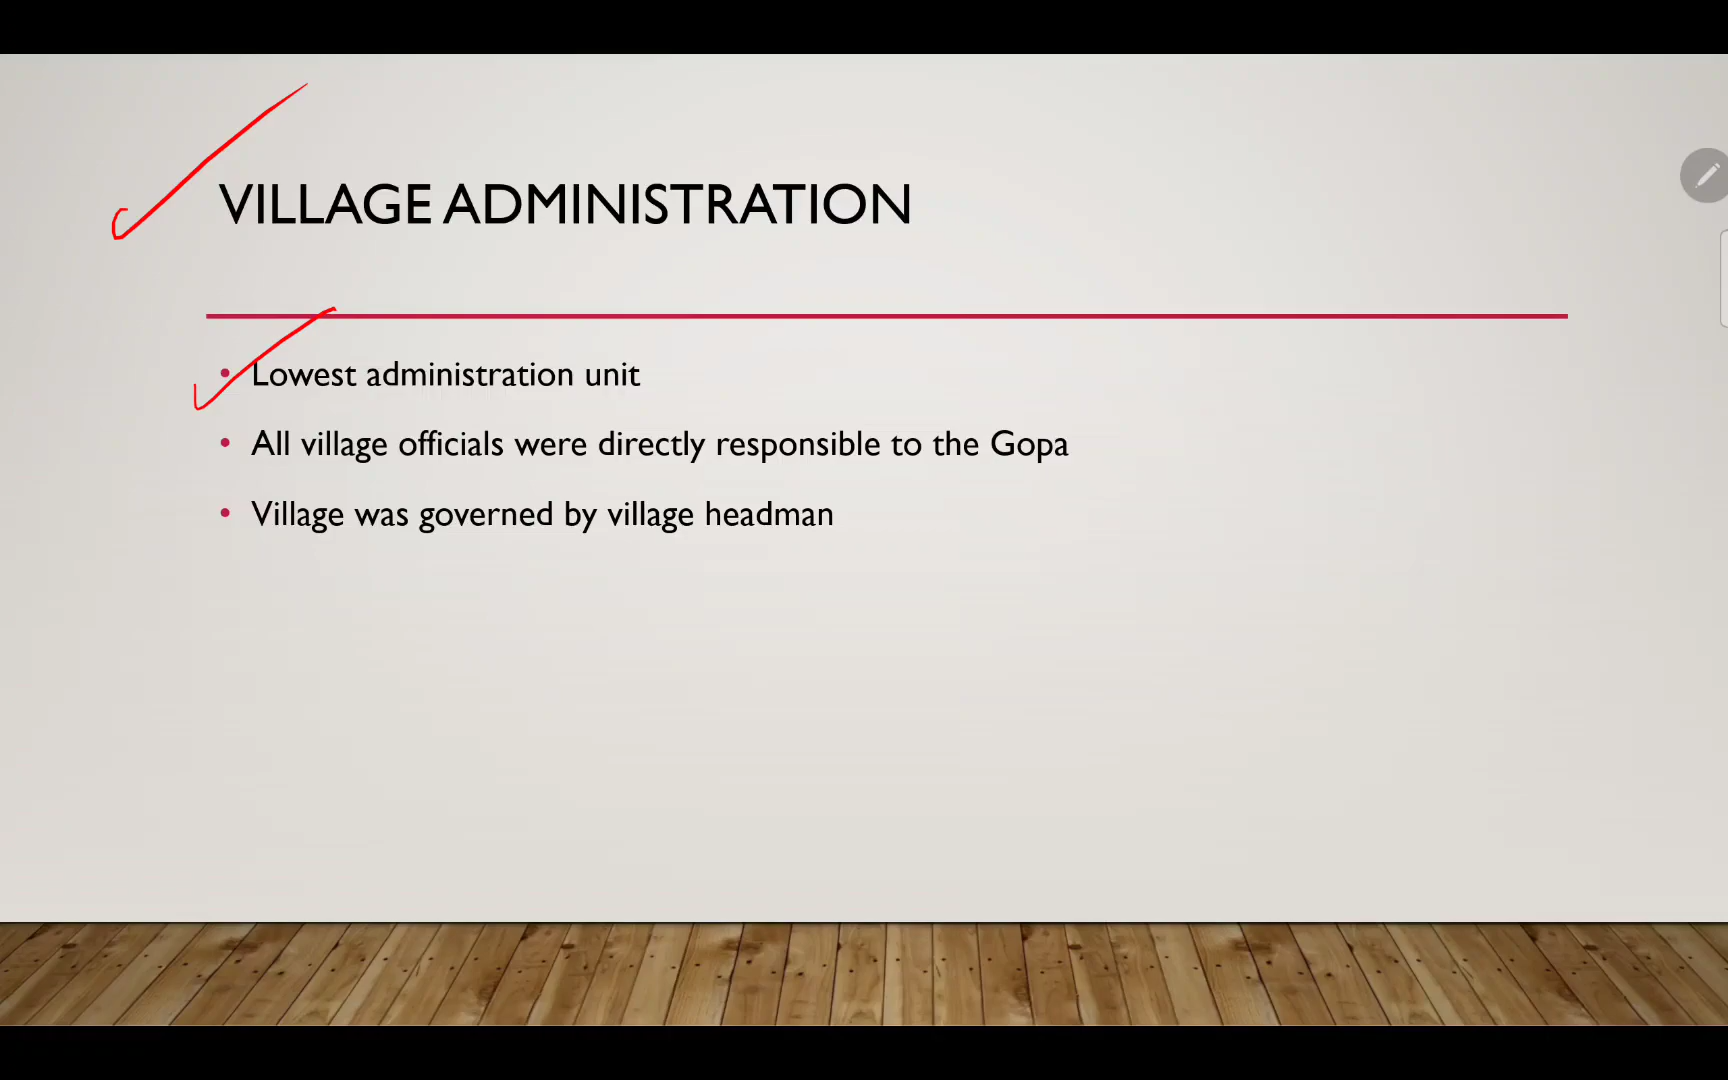 VILLAGE ADMINISTRATION
• Lowest administration unit
• All village officials were directly responsible to the Gopa
• Village was governed by village headman